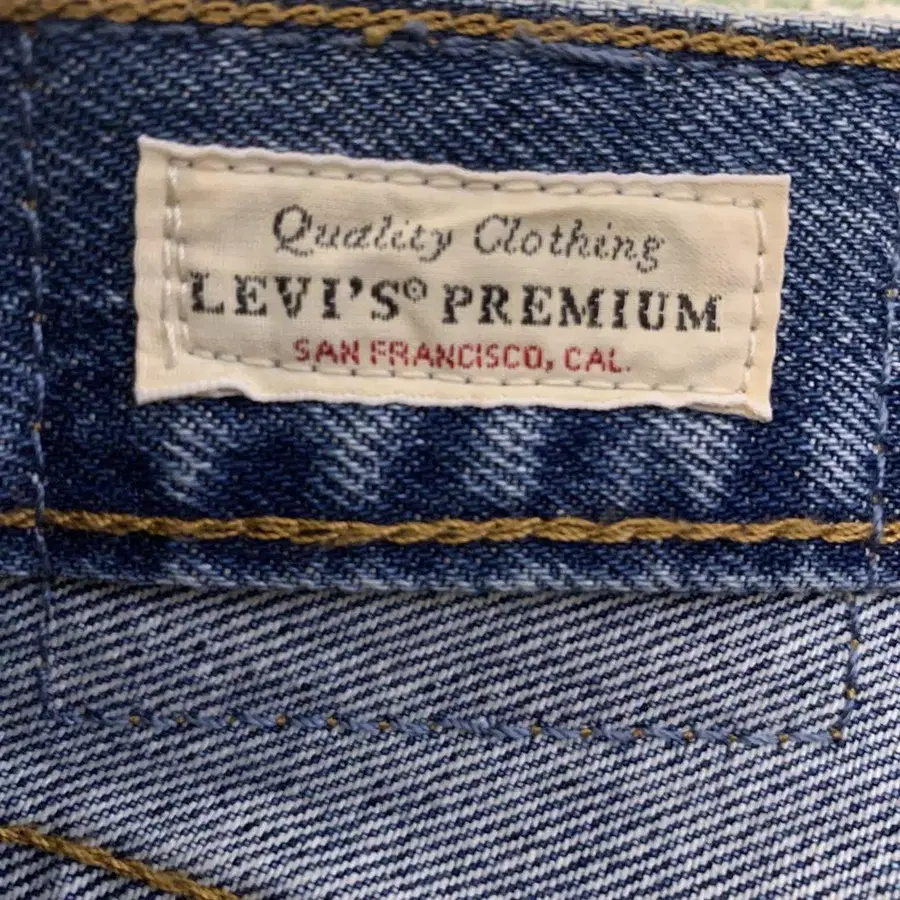 Quality Clothing
LEVI'S® PREMIUM
SAN FRANCISCO, CAL.